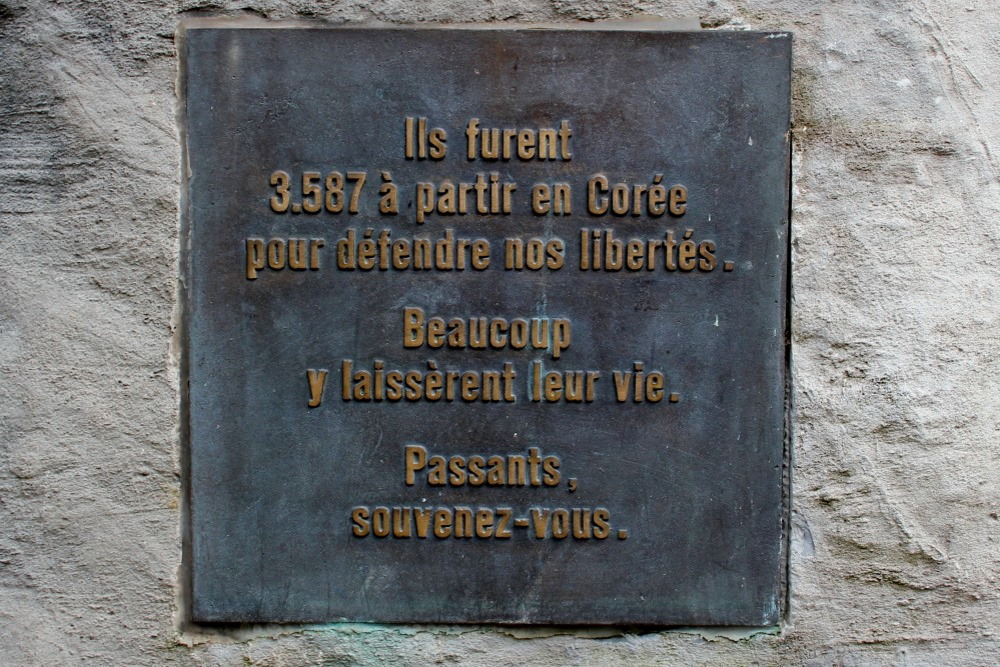 Ils furent
3.587 à partir en Corée
pour défendre nos libertés.
Beaucoup
y laissèrent leur vie.
Passants,
souvenez-vous.